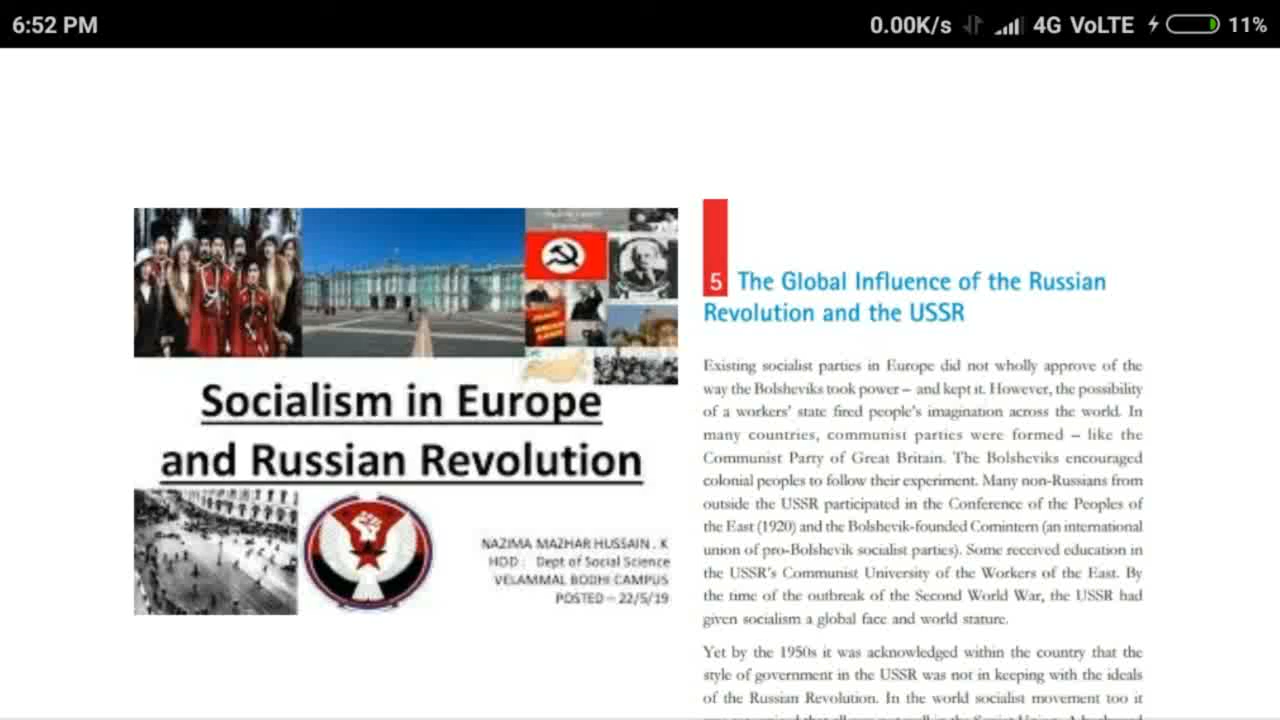 6:52 PM
0.00K/s 4G VoLTE 11%
Socialism in Europe
and Russian Revolution
NAZIMA MAZHAR HUSSAIN . K
HOD : Dept of Social Science
VELAMMAL BODHI CAMPUS
POSTED – 22/5/19
5 The Global Influence of the Russian
Revolution and the USSR
Existing socialist parties in Europe did not wholly approve of the
way the Bolsheviks took power – and kept it. However, the possibility
of a workers' state fired people's imagination across the world. In
many countries, communist parties were formed – like the
Communist Party of Great Britain. The Bolsheviks encouraged
colonial peoples to follow their experiment. Many non-Russians from
outside the USSR participated in the Conference of the Peoples of
the East (1920) and the Bolshevik-founded Comintern (an international
union of pro-Bolshevik socialist parties). Some received education in
the USSR's Communist University of the Workers of the East. By
the time of the outbreak of the Second World War, the USSR had
given socialism a global face and world stature.
Yet by the 1950s it was acknowledged within the country that the
style of government in the USSR was not in keeping with the ideals
of the Russian Revolution. In the world socialist movement too it